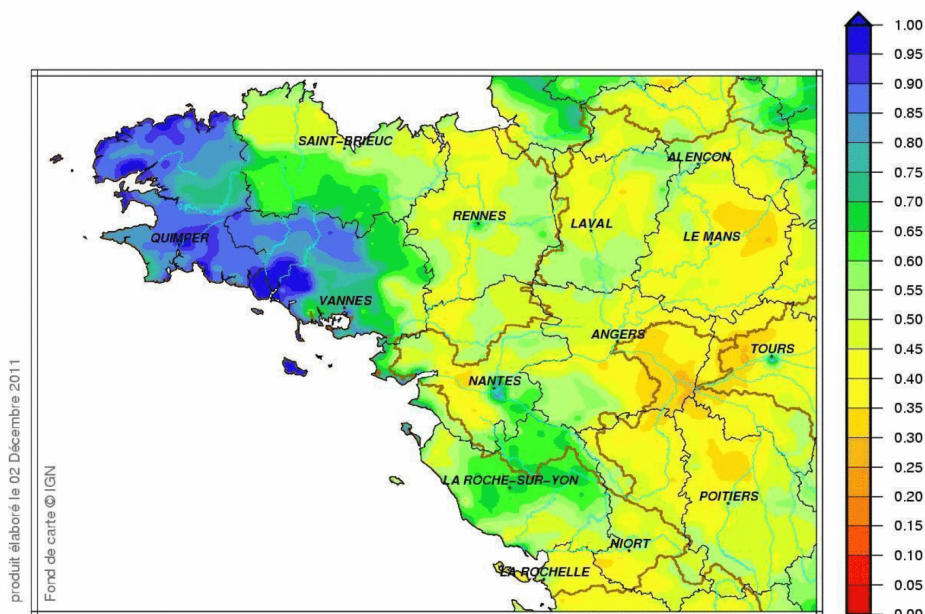 1.00
0.95
0.90
0.85
0.80
0.75
0.70
0.65
0.60
0.55
0.50
0.45
0.40
0.35
0.30
0.25
0.20
0.15
0.10
0.05
0.00
SAINT-BRIEUC
ALENÇON
RENNES
LAVAL
LE MANS
QUIMPER
VANNES
ANGERS
TOURS
NANTES
LA ROCHE-SUR-YON
POITIERS
NIORT
LA ROCHELLE
produit élaboré le 02 Décembre 2011
Fond de carte © IGN